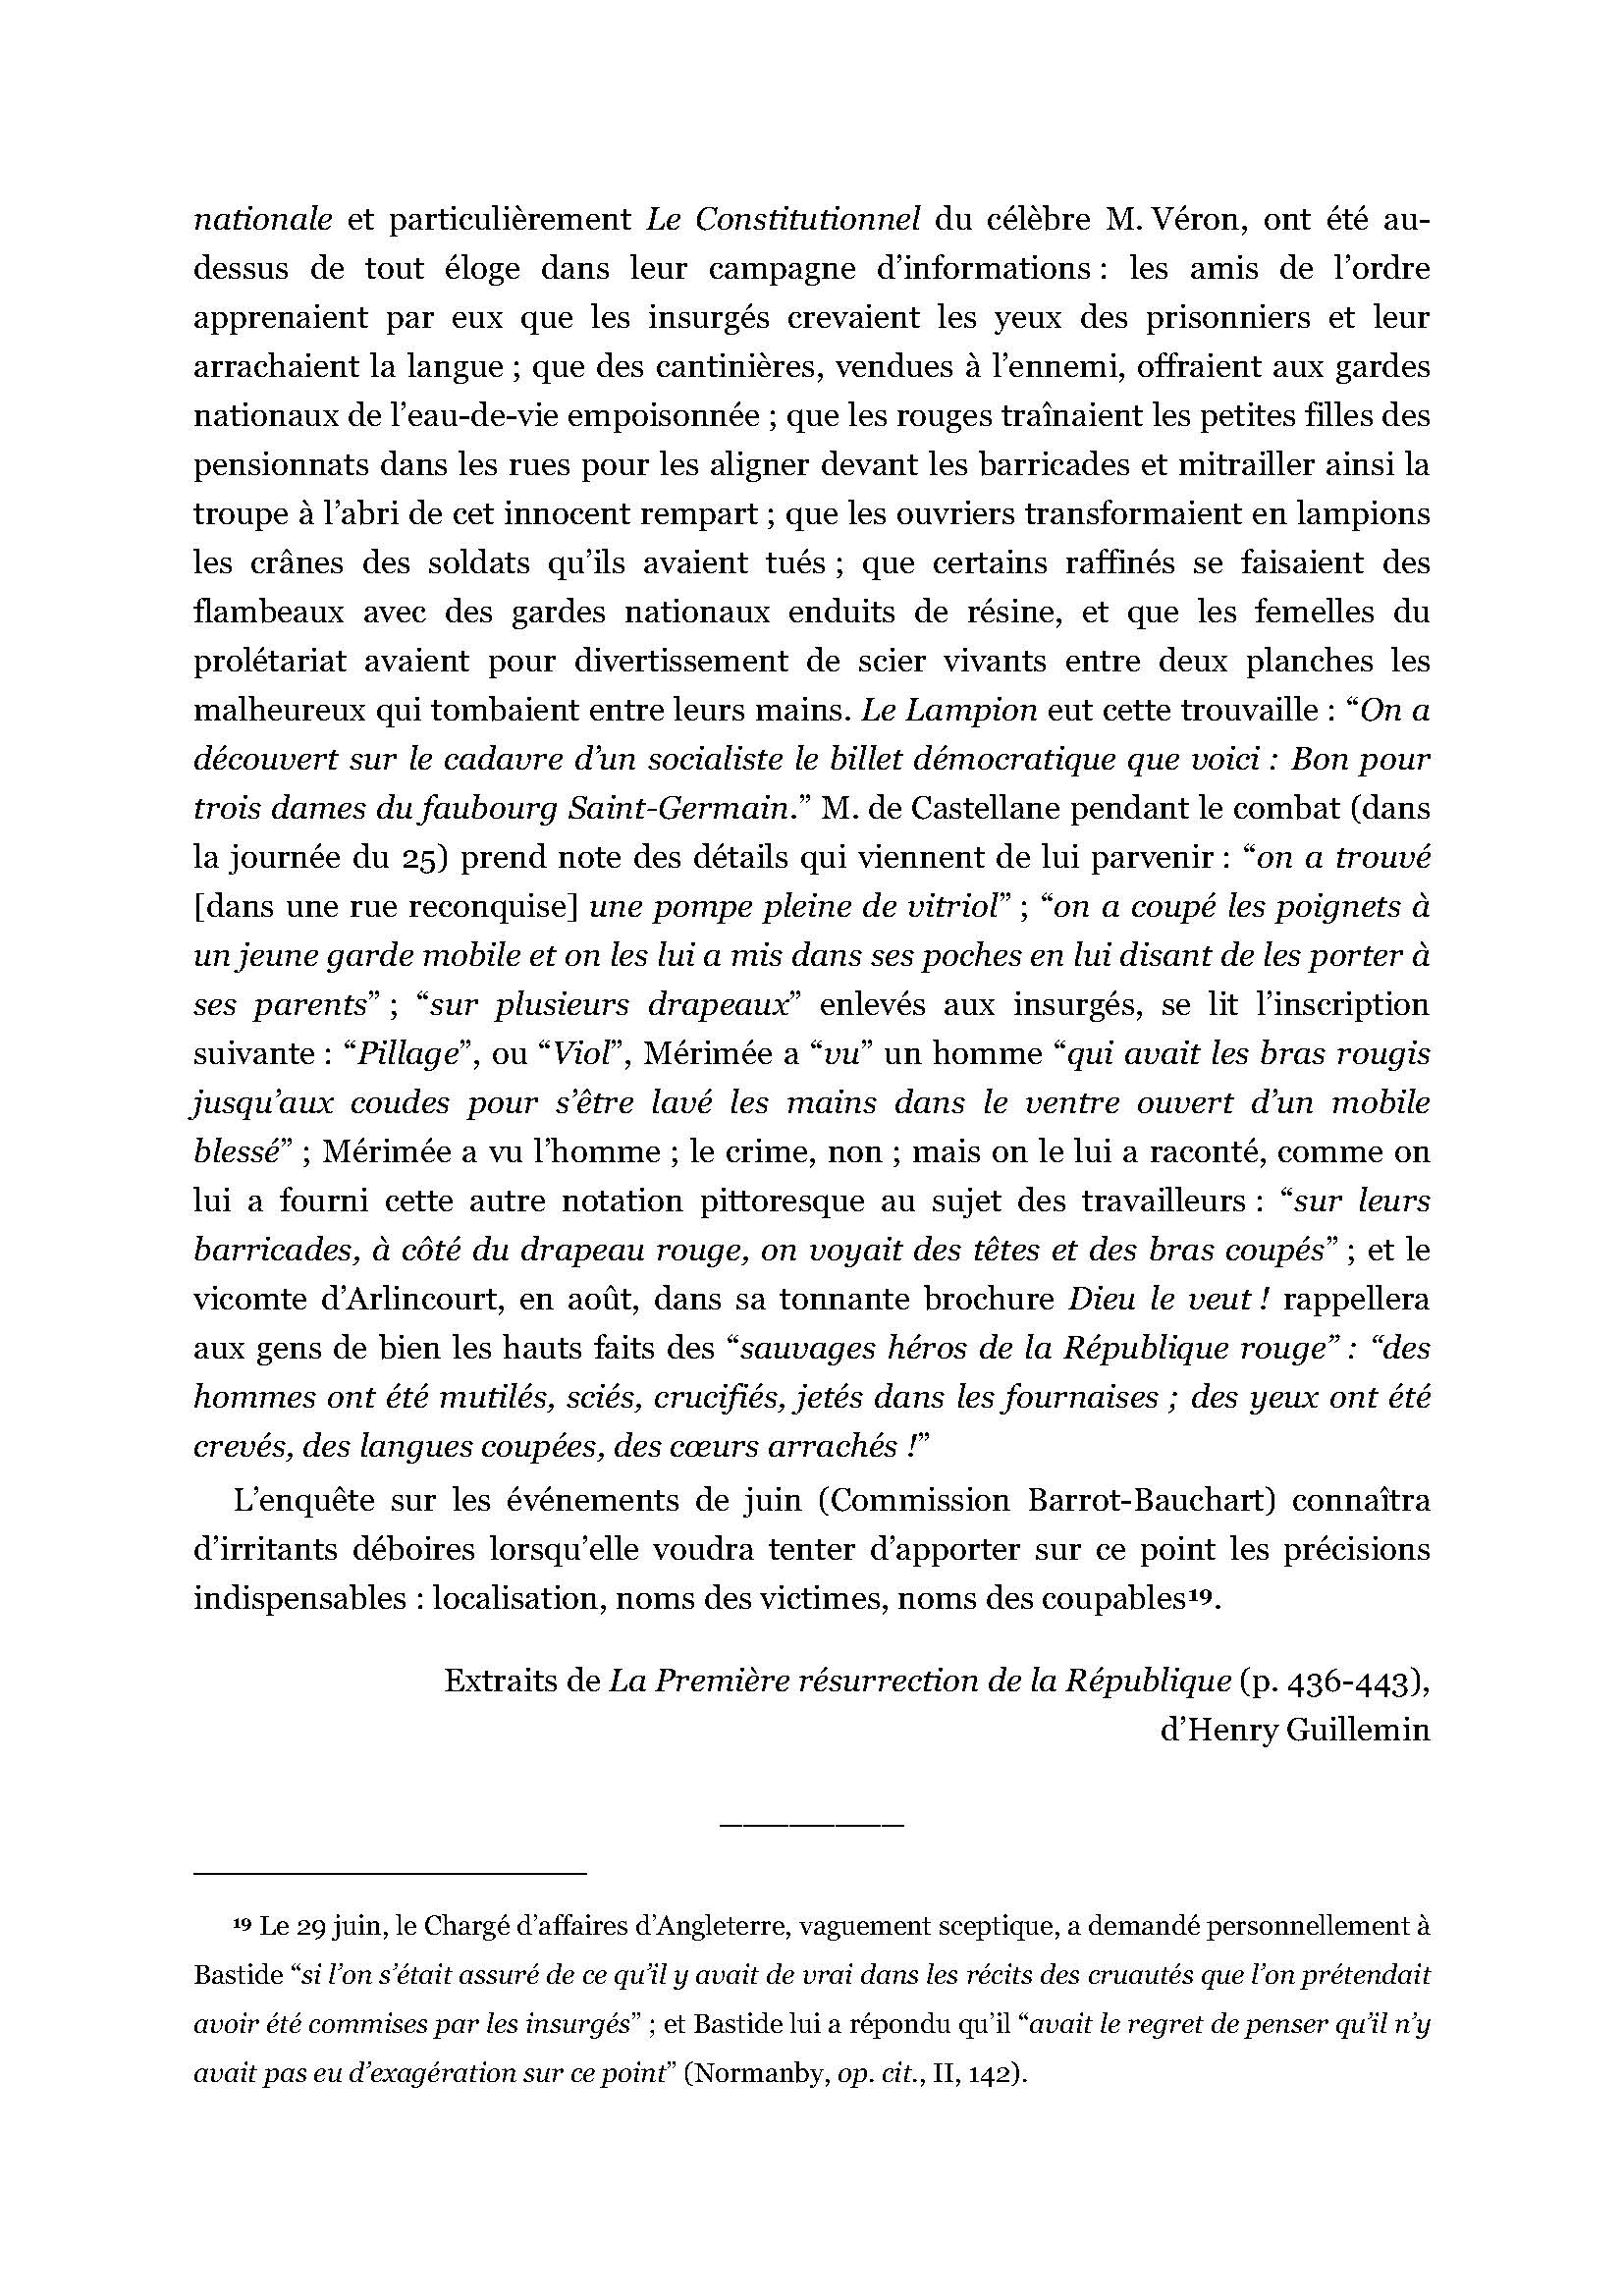 nationale et particulièrement Le Constitutionnel du célèbre M. Véron, ont été au-
dessus de tout éloge dans leur campagne d’informations : les amis de l’ordre
apprenaient par eux que les insurgés crevaient les yeux des prisonniers et leur
arrachaient la langue ; que des cantinières, vendues à l’ennemi, offraient aux gardes
nationaux de l’eau-de-vie empoisonnée ; que les rouges traînaient les petites filles des
pensionnats dans les rues pour les aligner devant les barricades et mitrailler ainsi la
troupe à l’abri de cet innocent rempart ; que les ouvriers transformaient en lampions
les crânes des soldats qu’ils avaient tués ; que certains raffinés se faisaient des
flambeaux avec des gardes nationaux enduits de résine, et que les femelles du
prolétariat avaient pour divertissement de scier vivants entre deux planches les
malheureux qui tombaient entre leurs mains. Le Lampion eut cette trouvaille : “On a
découvert sur le cadavre d’un socialiste le billet démocratique que voici : Bon pour
trois dames du faubourg Saint-Germain.” M. de Castellane pendant le combat (dans
la journée du 25) prend note des détails qui viennent de lui parvenir : “on a trouvé
[dans une rue reconquise] une pompe pleine de vitriol” ; “on a coupé les poignets à
un jeune garde mobile et on les lui a mis dans ses poches en lui disant de les porter à
ses parents” ; “sur plusieurs drapeaux” enlevés aux insurgés, se lit l’inscription
suivante : “Pillage”, ou “Viol”, Mérimée a “vu” un homme “qui avait les bras rougis
jusqu’aux coudes pour s’être lavé les mains dans le ventre ouvert d’un mobile
blessé” ; Mérimée a vu l’homme ; le crime, non ; mais on le lui a raconté, comme on
lui a fourni cette autre notation pittoresque au sujet des travailleurs : “sur leurs
barricades, à côté du drapeau rouge, on voyait des têtes et des bras coupés” ; et le
vicomte d’Arlincourt, en août, dans sa tonnante brochure Dieu le veut ! rappellera
aux gens de bien les hauts faits des “sauvages héros de la République rouge” : “des
hommes ont été mutilés, sciés, crucifiés, jetés dans les fournaises ; des yeux ont été
crevés, des langues coupées, des cœurs arrachés !”
L’enquête sur les événements de juin (Commission Barrot-Bauchart) connaîtra
d’irritants déboires lorsqu’elle voudra tenter d’apporter sur ce point les précisions
indispensables : localisation, noms des victimes, noms des coupables19.
Extraits de La Première résurrection de la République (p. 436-443),
d’Henry Guillemin
________
19 Le 29 juin, le Chargé d’affaires d’Angleterre, vaguement sceptique, a demandé personnellement à
Bastide “si l’on s’était assuré de ce qu’il y avait de vrai dans les récits des cruautés que l’on prétendait
avoir été commises par les insurgés” ; et Bastide lui a répondu qu’il “avait le regret de penser qu’il n’y
avait pas eu d’exagération sur ce point” (Normanby, op. cit., II, 142).